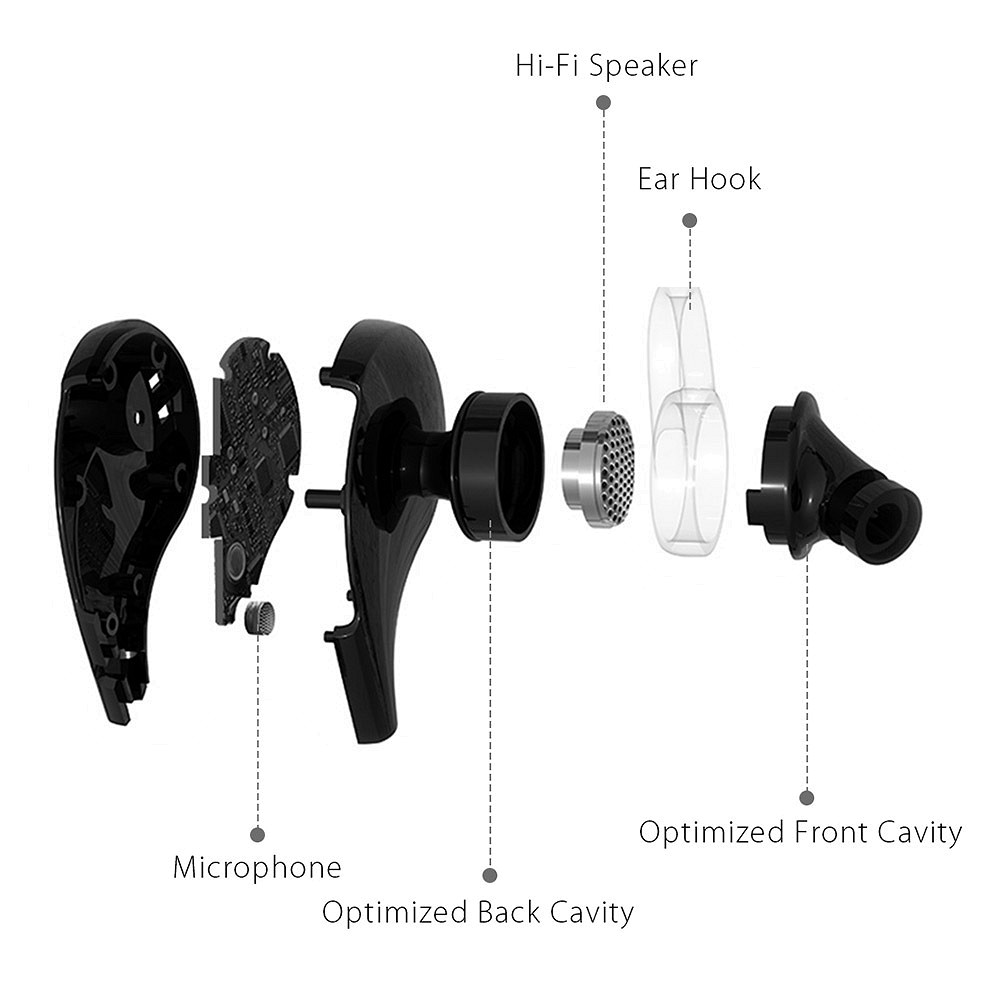 Hi-Fi Speaker
Ear Hook
Optimized Front Cavity
Microphone
Optimized Back Cavity